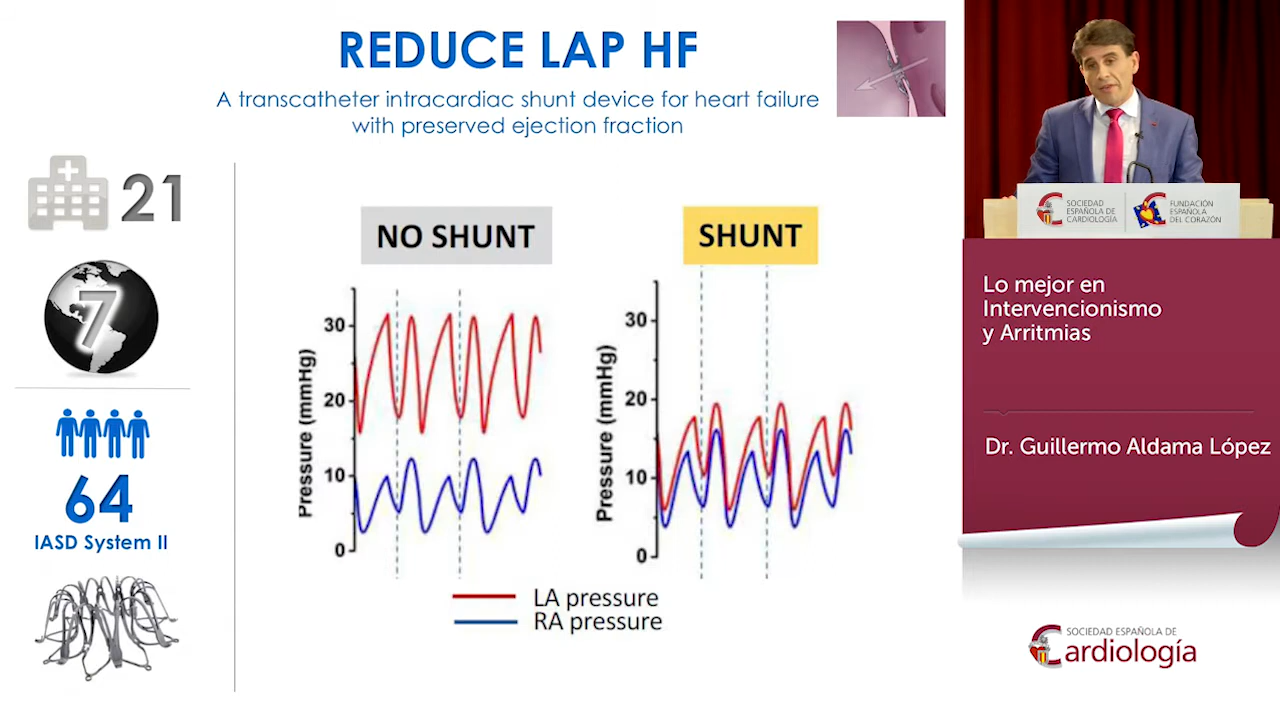 REDUCE LAP HF
A transcatheter intracardiac shunt device for heart failure
with preserved ejection fraction
21
7
64
IASD System II
NO SHUNT
SHUNT
Pressure (mmHg)
30
20
10
0
Pressure (mmHg)
30
20
10
0
LA pressure
RA pressure
SOCIEDAD
ESPAÑOLA DE
CARDIOLOGÍA
FUNDACIÓN
ESPAÑOLA
DEL CORAZÓN
Lo mejor en
Intervencionismo
y Arritmias
Dr. Guillermo Aldama López
SOCIEDAD ESPAÑOLA DE
Cardiología